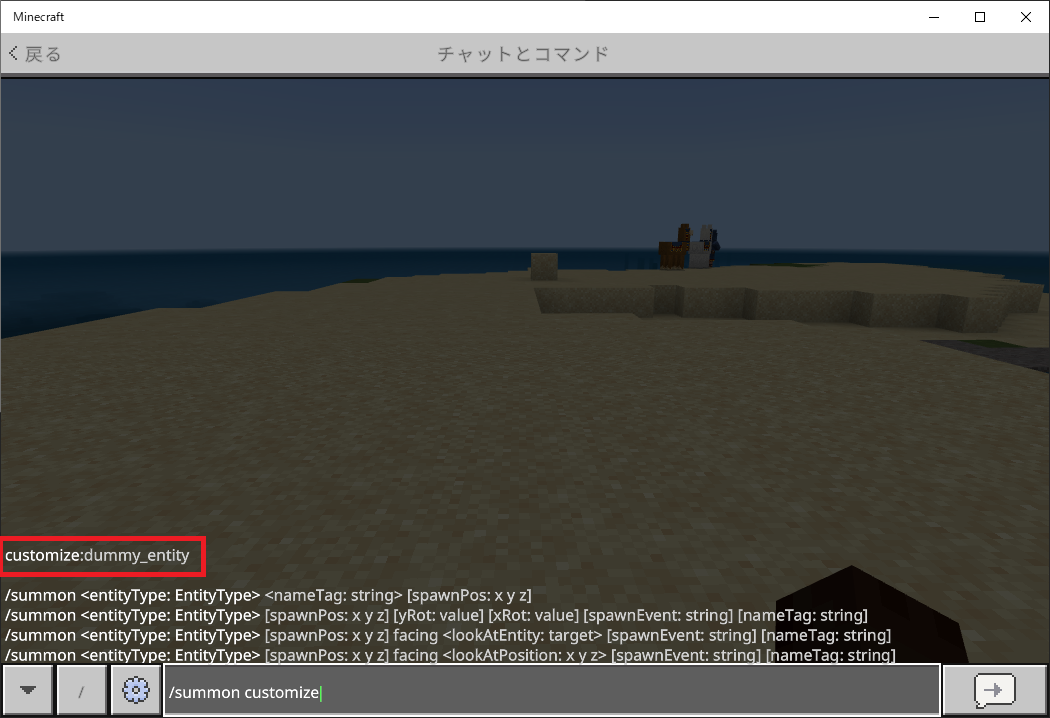 Minecraft
戻る
チャットとコマンド
customize:dummy_entity
/summon <entityType: EntityType> <nameTag: string> [spawnPos: x y z]
/summon <entityType: EntityType> [spawnPos: x y z] [yRot: value] [xRot: value] [spawnEvent: string] [nameTag: string]
/summon <entityType: EntityType> [spawnPos: x y z] facing <lookAtEntity: target> [spawnEvent: string] [nameTag: string]
/summon <entityType: EntityType> [spawnPos: x y z] facing <lookAtPosition: x y z> [spawnEvent: string] [nameTag: string]
/
/summon customize